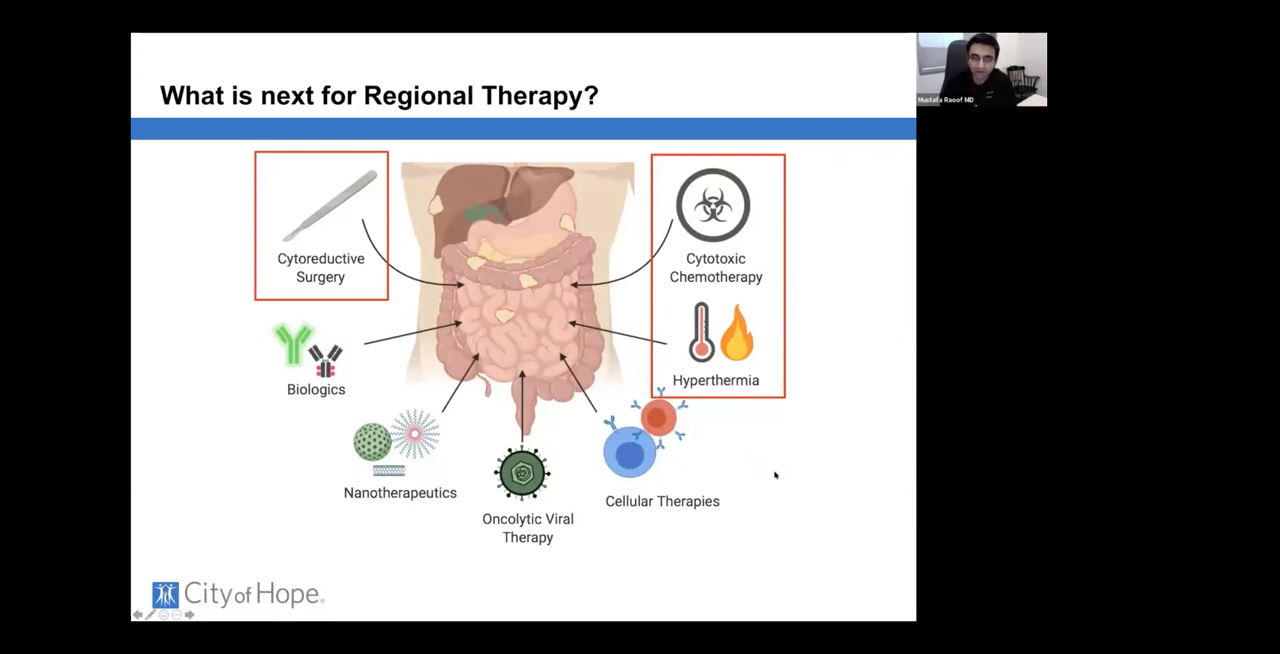 What is next for Regional Therapy?
Mustafa Raoof MD
Cytoreductive
Surgery
Cytotoxic
Chemotherapy
Hyperthermia
Biologics
Nanotherapeutics
Oncolytic Viral
Therapy
Cellular Therapies
City of Hope®